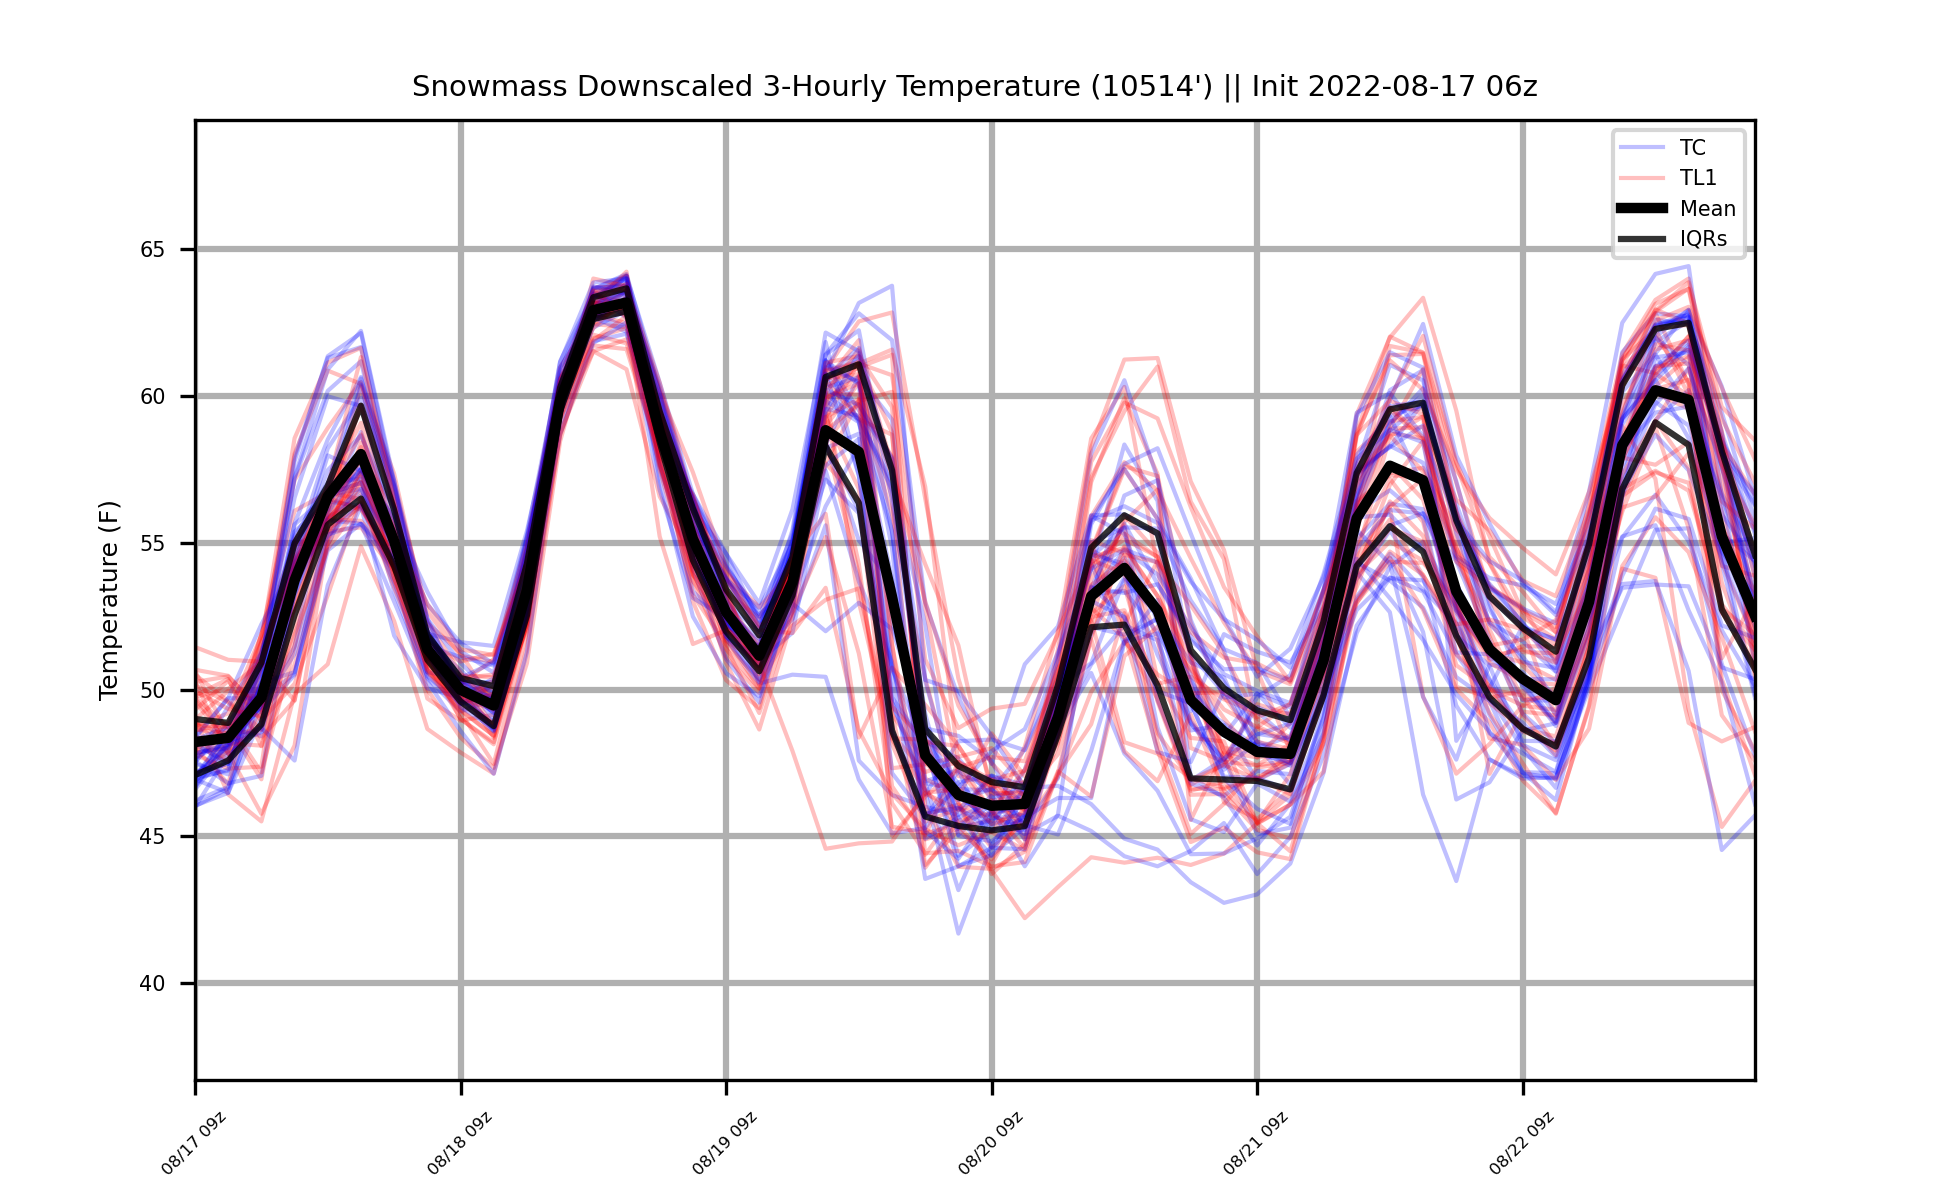 Snowmass Downscaled 3-Hourly Temperature (10514') || Init 2022-08-17 06z
TC
TL1
Mean
IQRs
Temperature (F)
65
60
55
50
45
40
08/17 09z
08/18 09z
08/19 09z
08/20 09z
08/21 09z
08/22 09z